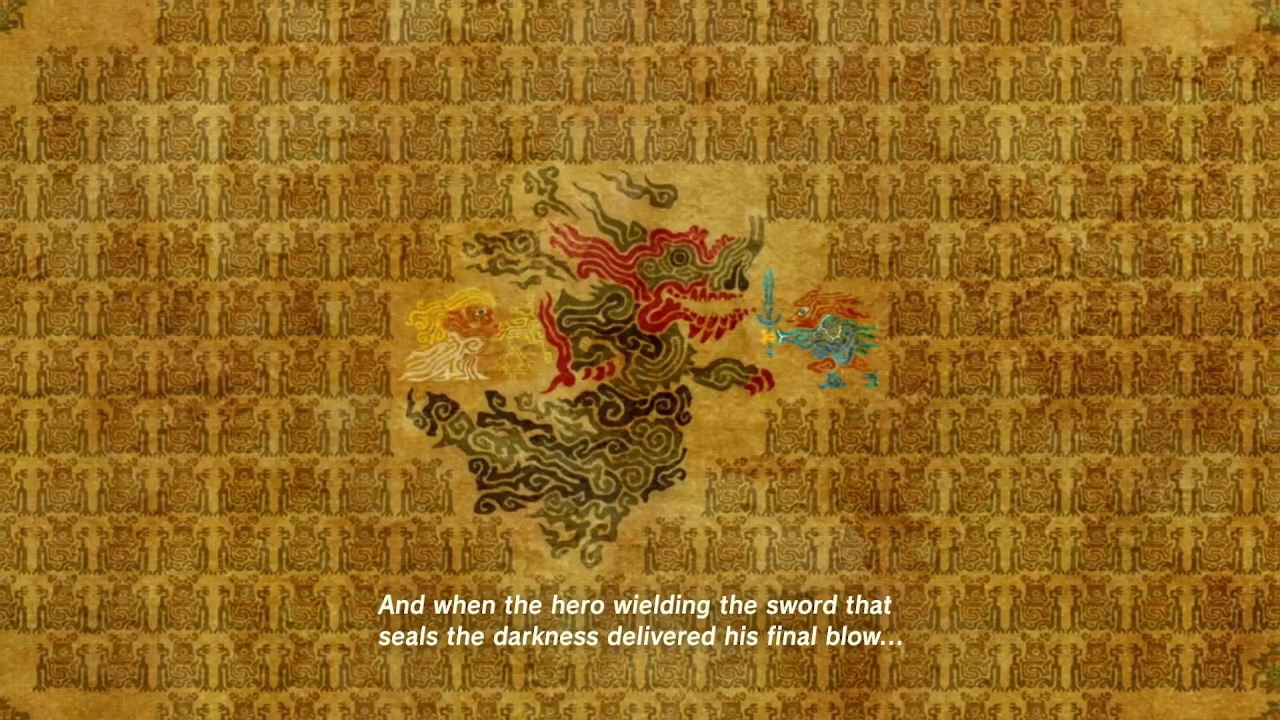 And when the hero wielding the sword that
seals the darkness delivered his final blow...